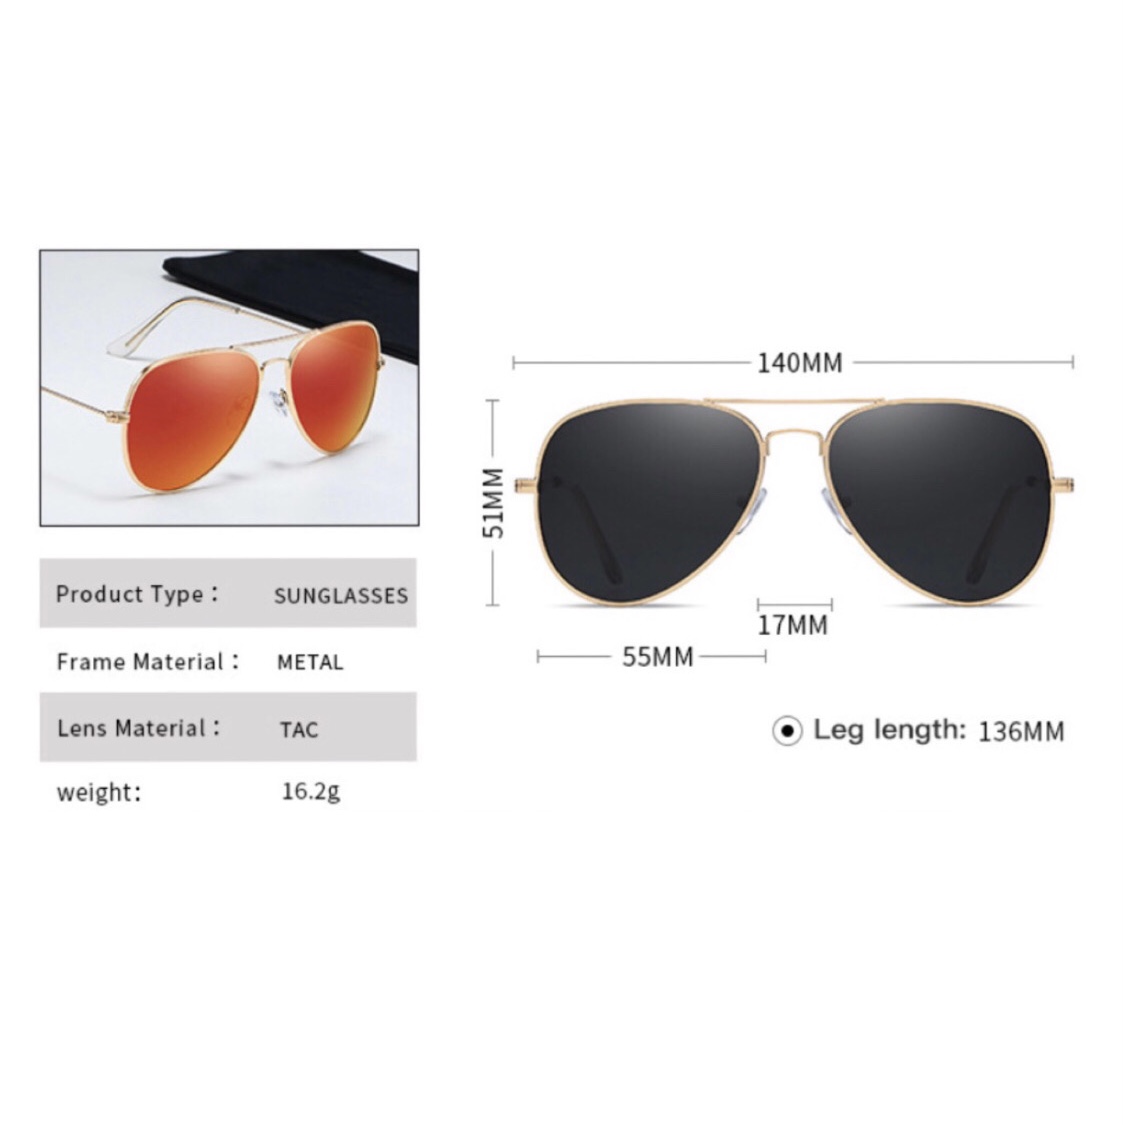 Product Type： SUNGLASSES
Frame Material： METAL
Lens Material： TAC
weight： 16.2g
140MM
51MM
17MM
55MM
Leg length: 136MM